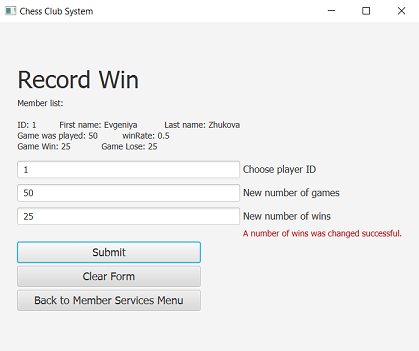 Chess Club System
Record Win
Member list:
ID: 1 First name: Evgeniya Last name: Zhukova
Game was played: 50 winRate: 0.5
Game Win: 25 Game Lose: 25
1 Choose player ID
50 New number of games
25 New number of wins
A number of wins was changed successful.
Submit
Clear Form
Back to Member Services Menu